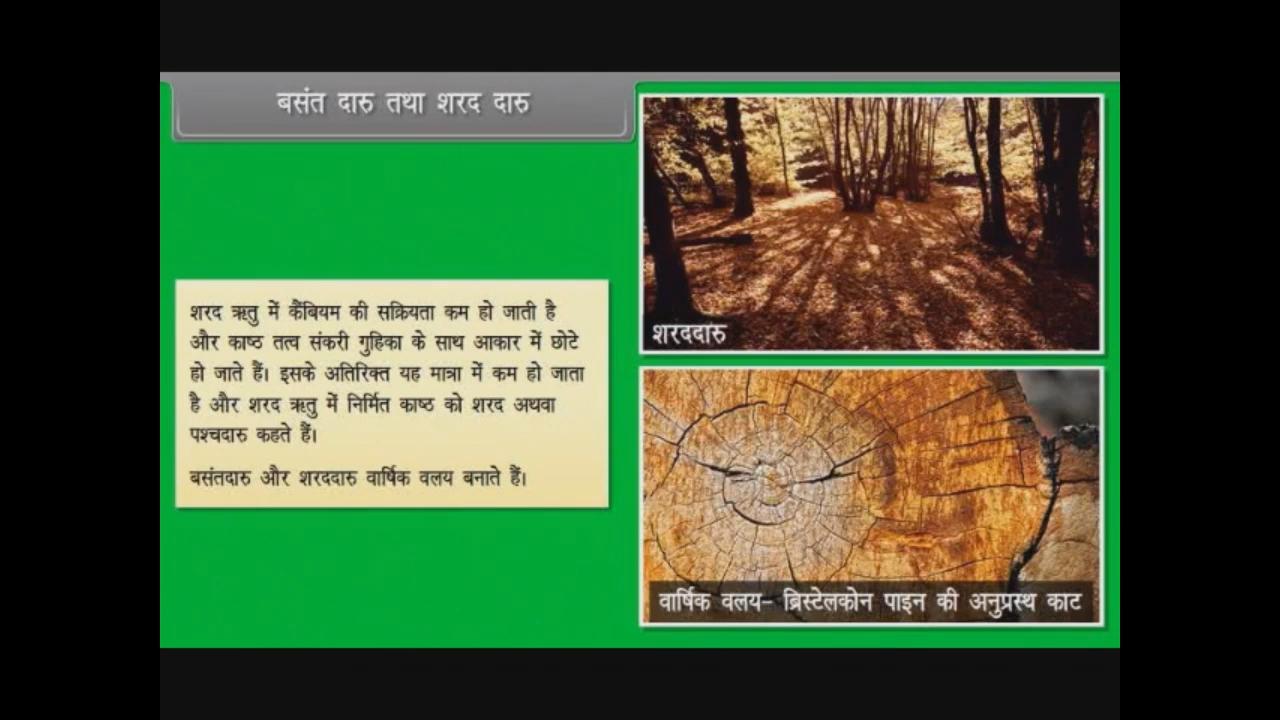 बसंत दारु तथा शरद दारु
शरद ऋतु में कैंबियम की सक्रियता कम हो जाती है
और काष्ठ तत्व संकरी गुहिका के साथ आकार में छोटे
हो जाते हैं। इसके अतिरिक्त यह मात्रा में कम हो जाता
है और शरद ऋतु में निर्मित काष्ठ को शरद अथवा
पश्चदारु कहते हैं।
बसंतदारु और शरददारु वार्षिक वलय बनाते हैं।
शरददारु
वार्षिक वलय- ब्रिस्टेलकोन पाइन की अनुप्रस्थ काट